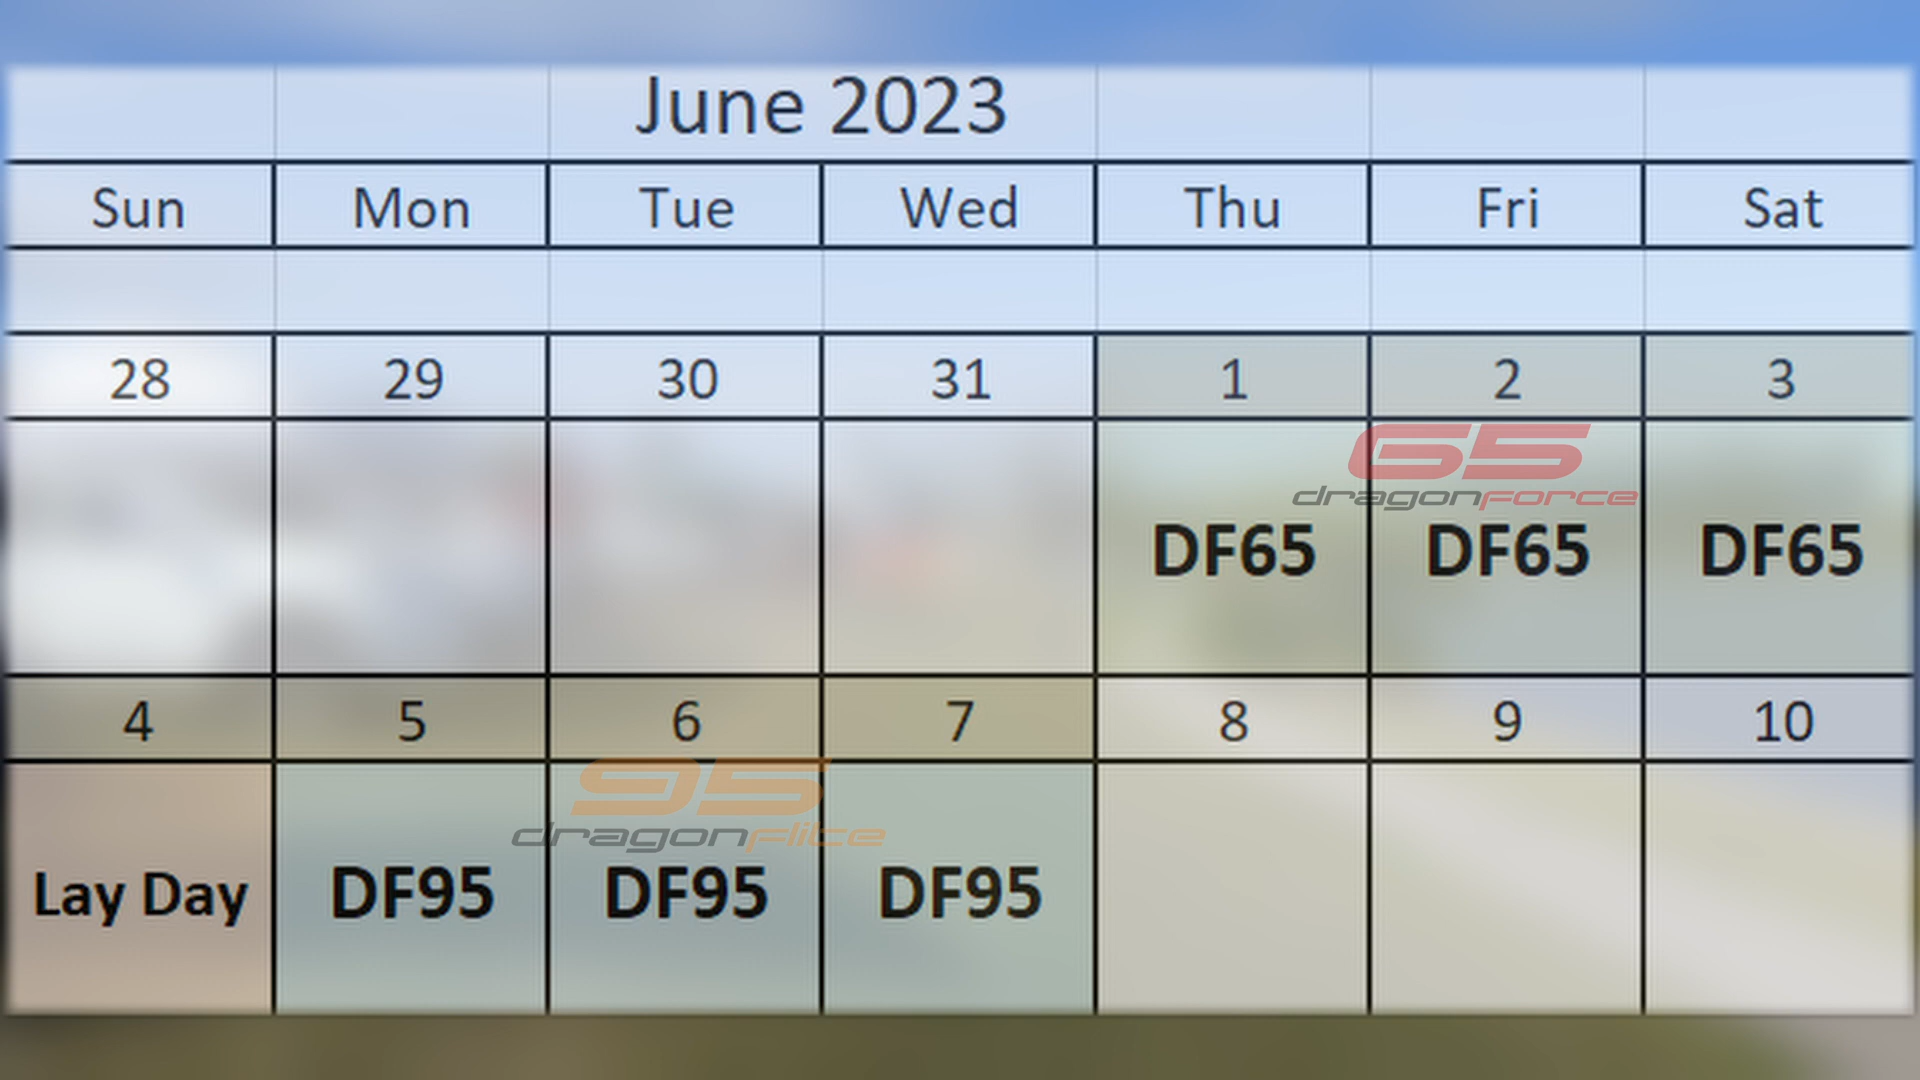 June 2023
Sun Mon Tue Wed Thu Fri Sat
28 29 30 31 1 2 3
65
dragonforce
DF65 DF65 DF65
4 5 6 7 8 9 10
95
dragonflite
Lay Day DF95 DF95 DF95